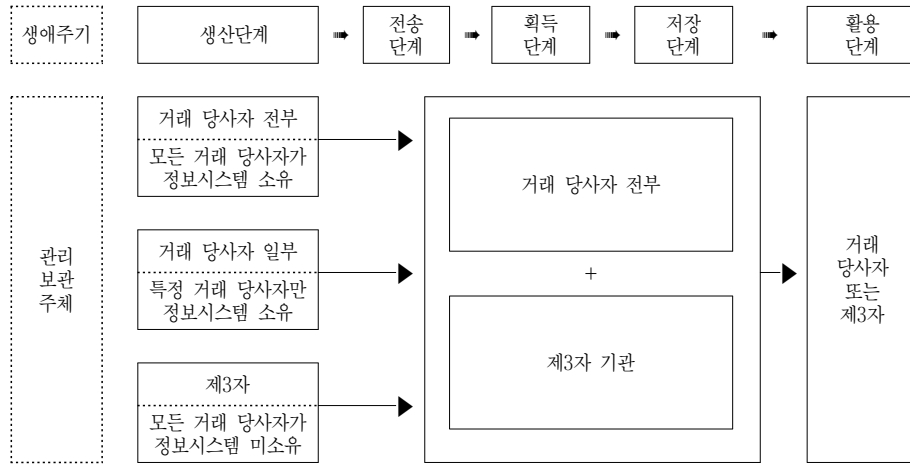 생애주기
생산단계
전송
단계
획득
단계
저장
단계
활용
단계
관리
보관
주체
거래 당사자 전부
모든 거래 당사자가
정보시스템 소유
거래 당사자 일부
특정 거래 당사자만
정보시스템 소유
제3자
모든 거래 당사자가
정보시스템 미소유
거래 당사자 전부
+
제3자 기관
거래
당사자
또는
제3자